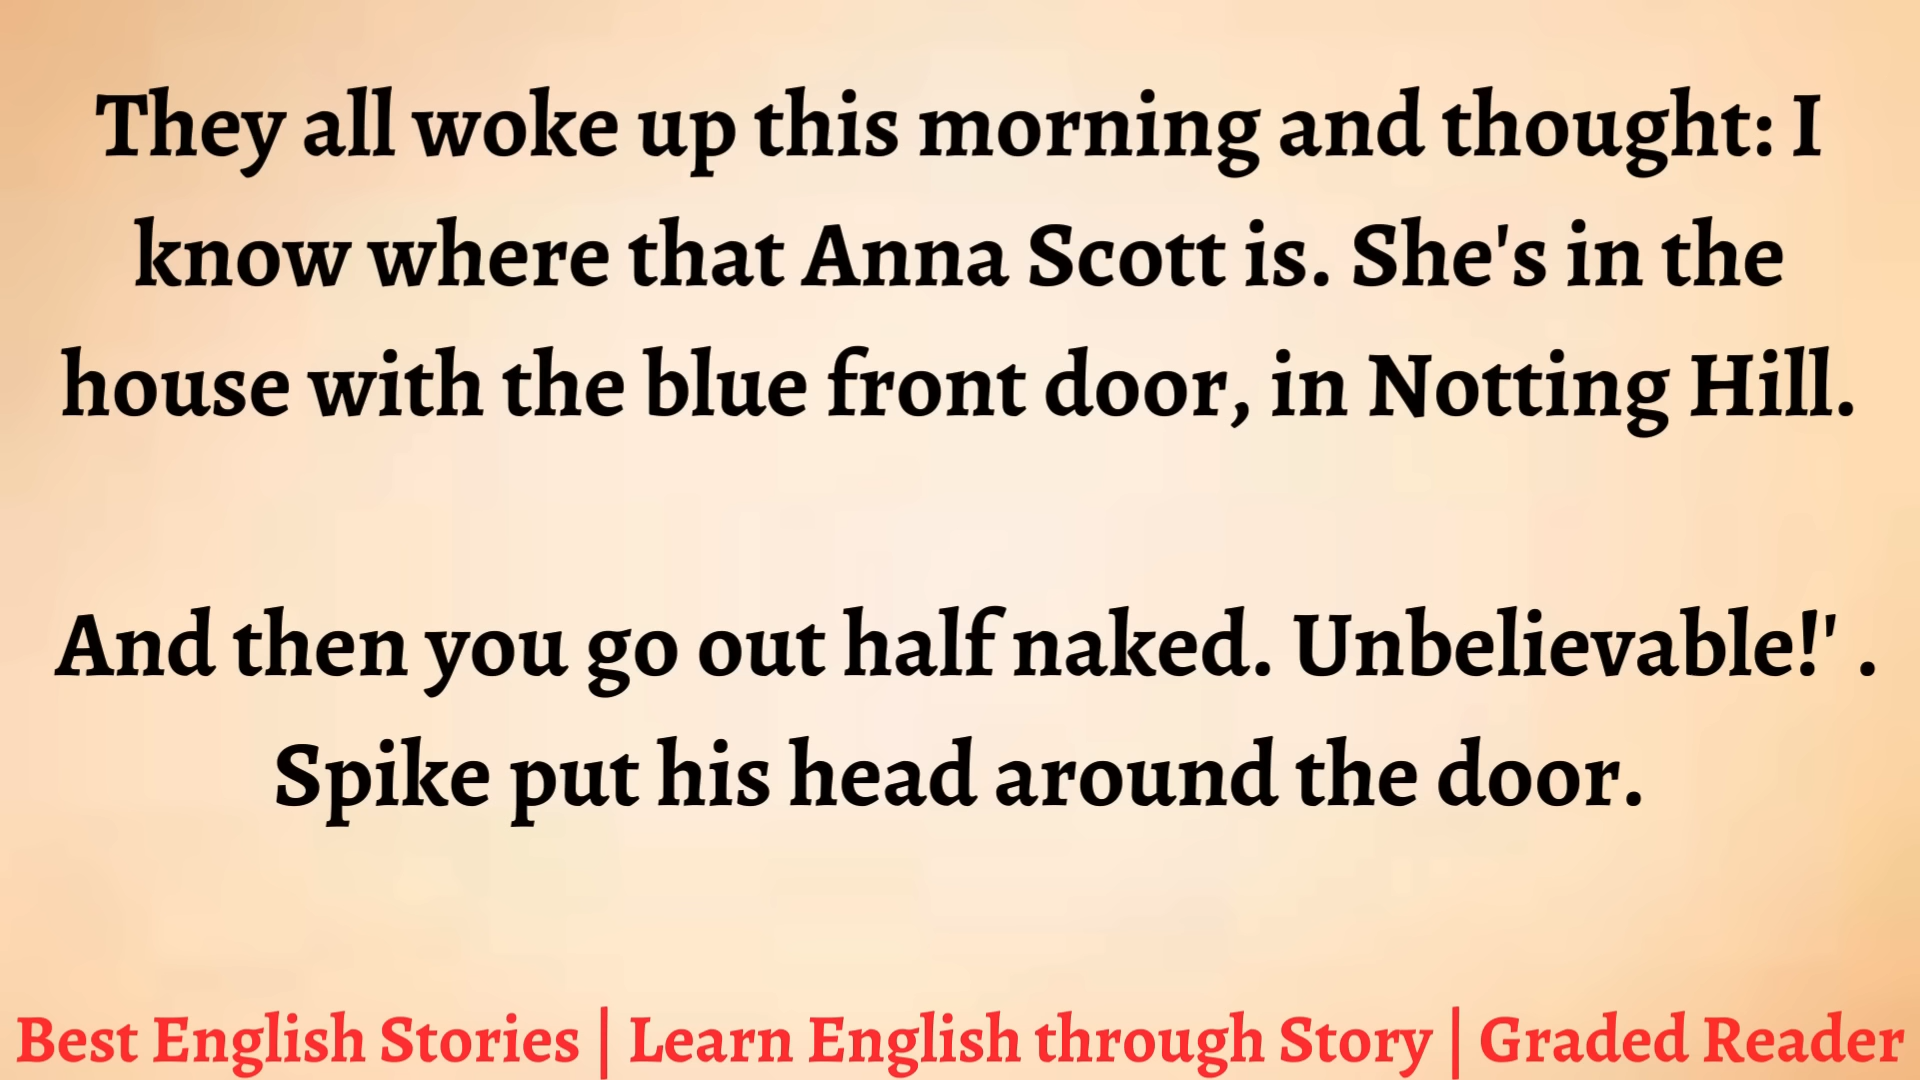 They all woke up this morning and thought: I
know where that Anna Scott is. She's in the
house with the blue front door, in Notting Hill.
And then you go out half naked. Unbelievable!' .
Spike put his head around the door.
Best English Stories | Learn English through Story | Graded Reader